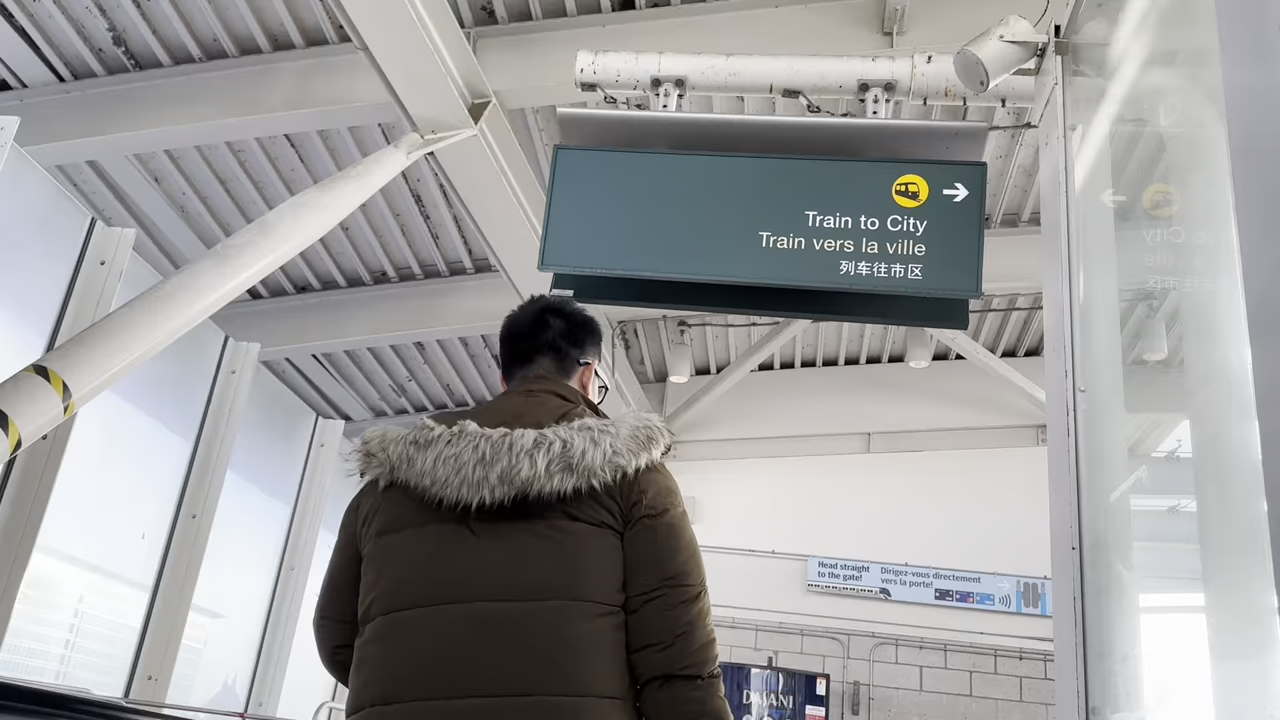 Train to City
Train vers la ville
列车往市区
Head straight
to the gate!
Dirigez-vous directement
vers la porte!
DASANI